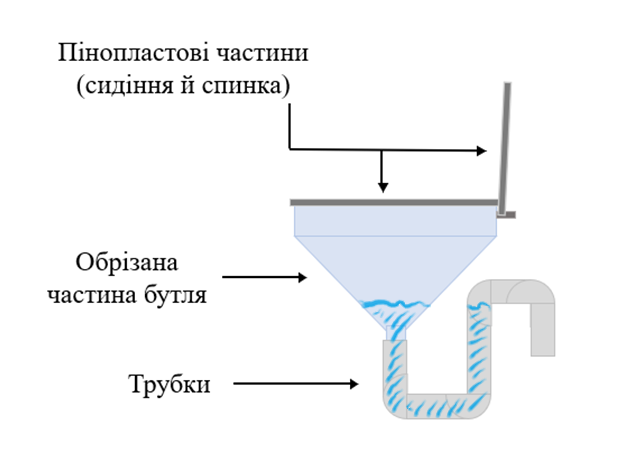 Пінопластові частини
(сидіння й спинка)
Обрізана
частина бутля
Трубки